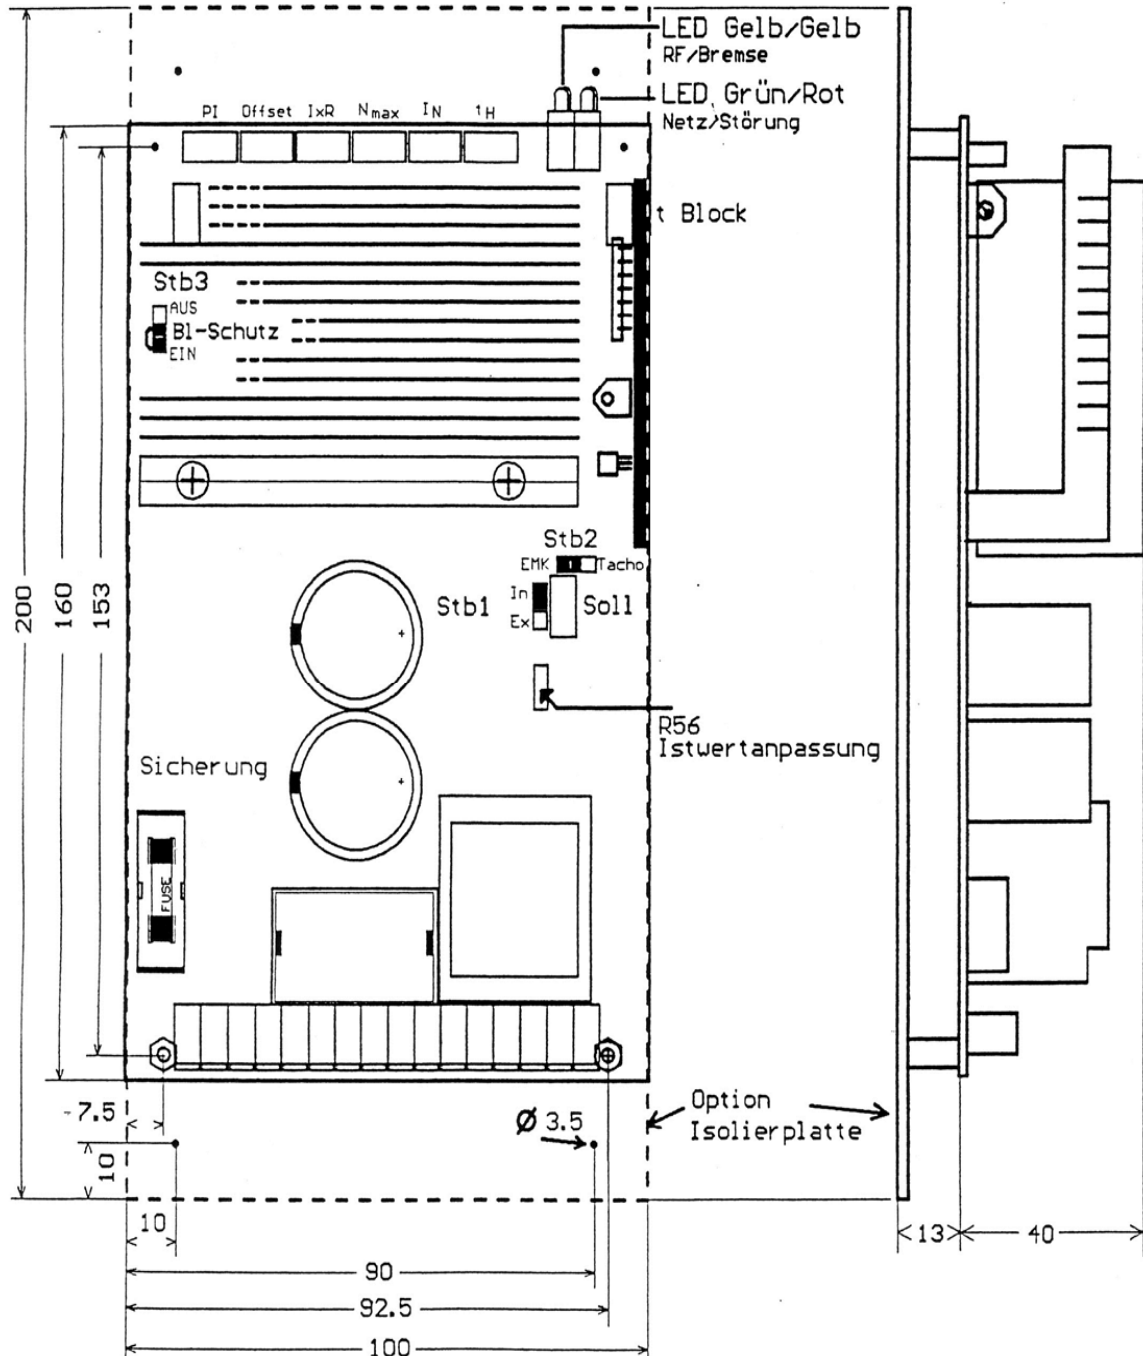 LED Gelb/Gelb
RF/Bremse
LED Grün/Rot
Netz/Störung
PI Offset IxR Nmax IN tH
t Block
Stb3
AUS
Bl-Schutz
EIN
Stb2
EMK Tacho
In
Stb1 Soll
Ex
R56
Istwertanpassung
Sicherung
FUSE
200
160
153
7.5
Ø 3.5
Option
Isolierplatte
10
10
13
40
90
92.5
100